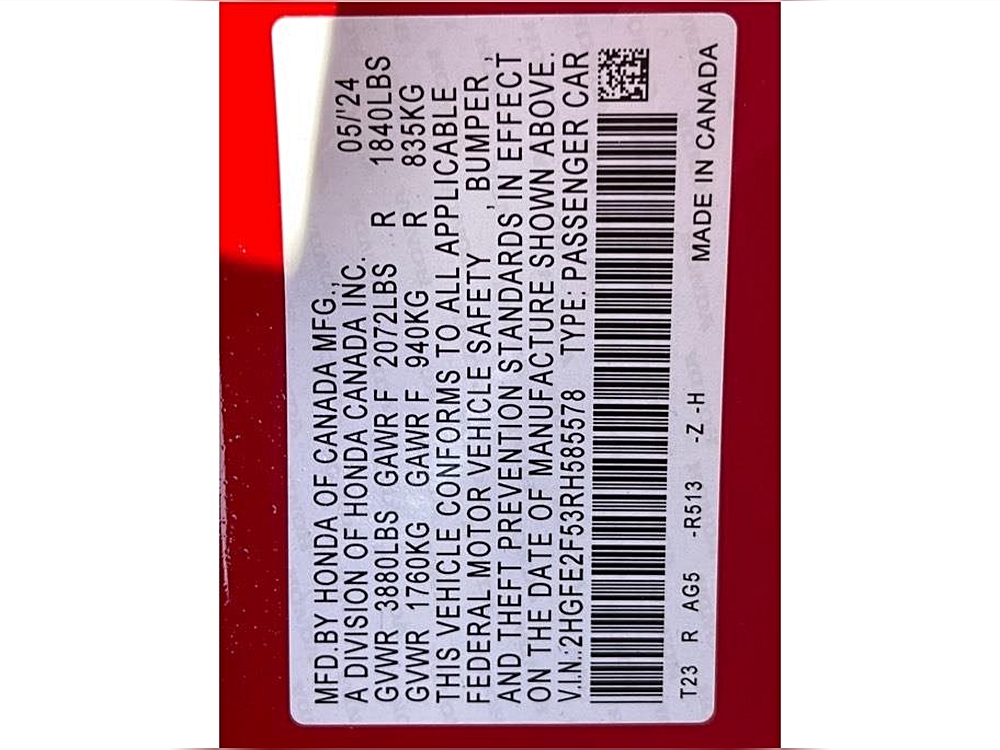 MFD.BY HONDA OF CANADA MFG., 05/'24
A DIVISION OF HONDA CANADA INC.
GVWR 3880LBS GAWR F 2072LBS R 1840LBS
GVWR 1760KG GAWR F 940KG R 835KG
THIS VEHICLE CONFORMS TO ALL APPLICABLE
FEDERAL MOTOR VEHICLE SAFETY , BUMPER ,
AND THEFT PREVENTION STANDARDS IN EFFECT
ON THE DATE OF MANUFACTURE SHOWN ABOVE.
V.I.N.:2HGFE2F53RH585578 TYPE: PASSENGER CAR
T23 R AG5 -R513 -Z -H MADE IN CANADA